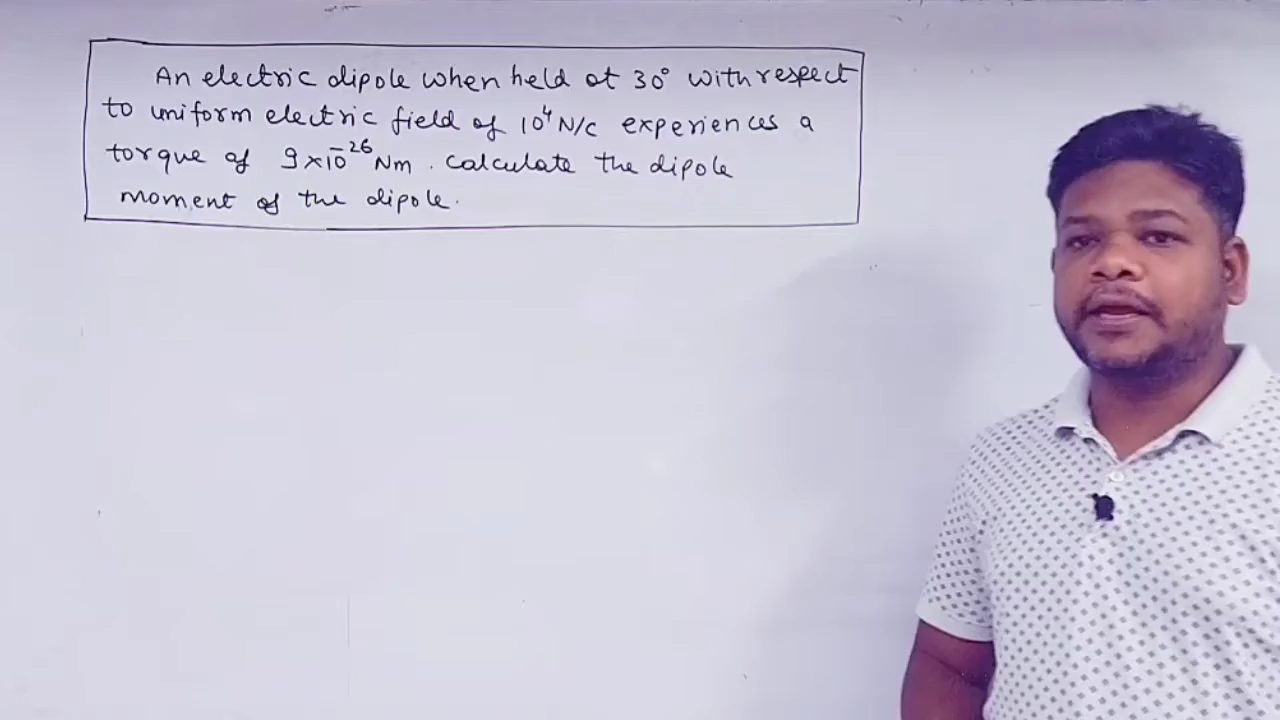 An electric dipole when held at 30° with respect
to uniform electric field of 10⁴ N/C experiences a
torque of 9×10⁻²⁶ Nm. Calculate the dipole
moment of the dipole.